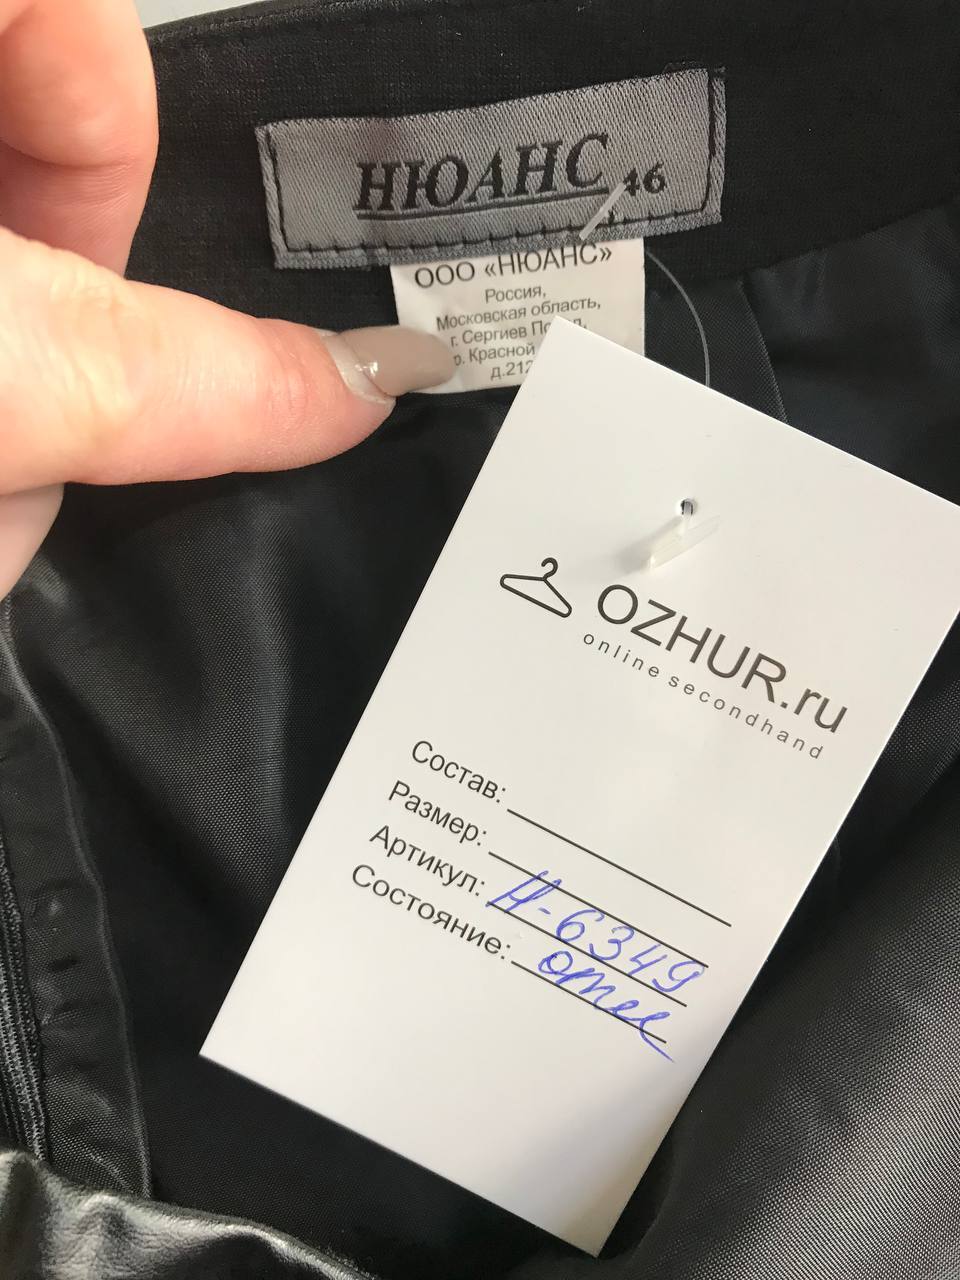 НЮАНС 46
ООО «НЮАНС»
Россия,
Московская область,
г. Сергиев
р. Красной
д.212
OZHUR.ru
online secondhand
Состав:
Размер:
Артикул: Н-6349
Состояние: отл